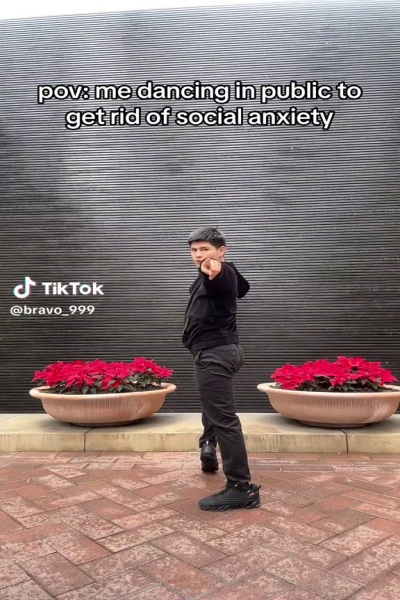 pov: me dancing in public to
get rid of social anxiety
TikTok
@bravo_999